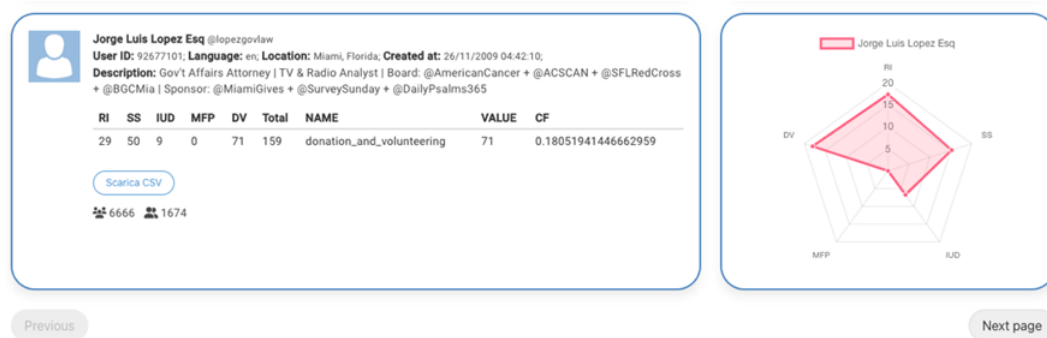 Jorge Luis Lopez Esq @lopezgovlaw
User ID: 92677101; Language: en; Location: Miami, Florida; Created at: 26/11/2009 04:42:10;
Description: Gov't Affairs Attorney | TV & Radio Analyst | Board: @AmericanCancer + @ACSCAN + @SFLRedCross
+ @BGCMia | Sponsor: @MiamiGives + @SurveySunday + @DailyPsalms365
RI SS IUD MFP DV Total NAME VALUE CF
29 50 9 0 71 159 donation_and_volunteering 71 0.18051941446662959
Scarica CSV
6666 1674
Jorge Luis Lopez Esq
RI
20
15
10
5
DV
SS
MFP
IUD
Previous
Next page